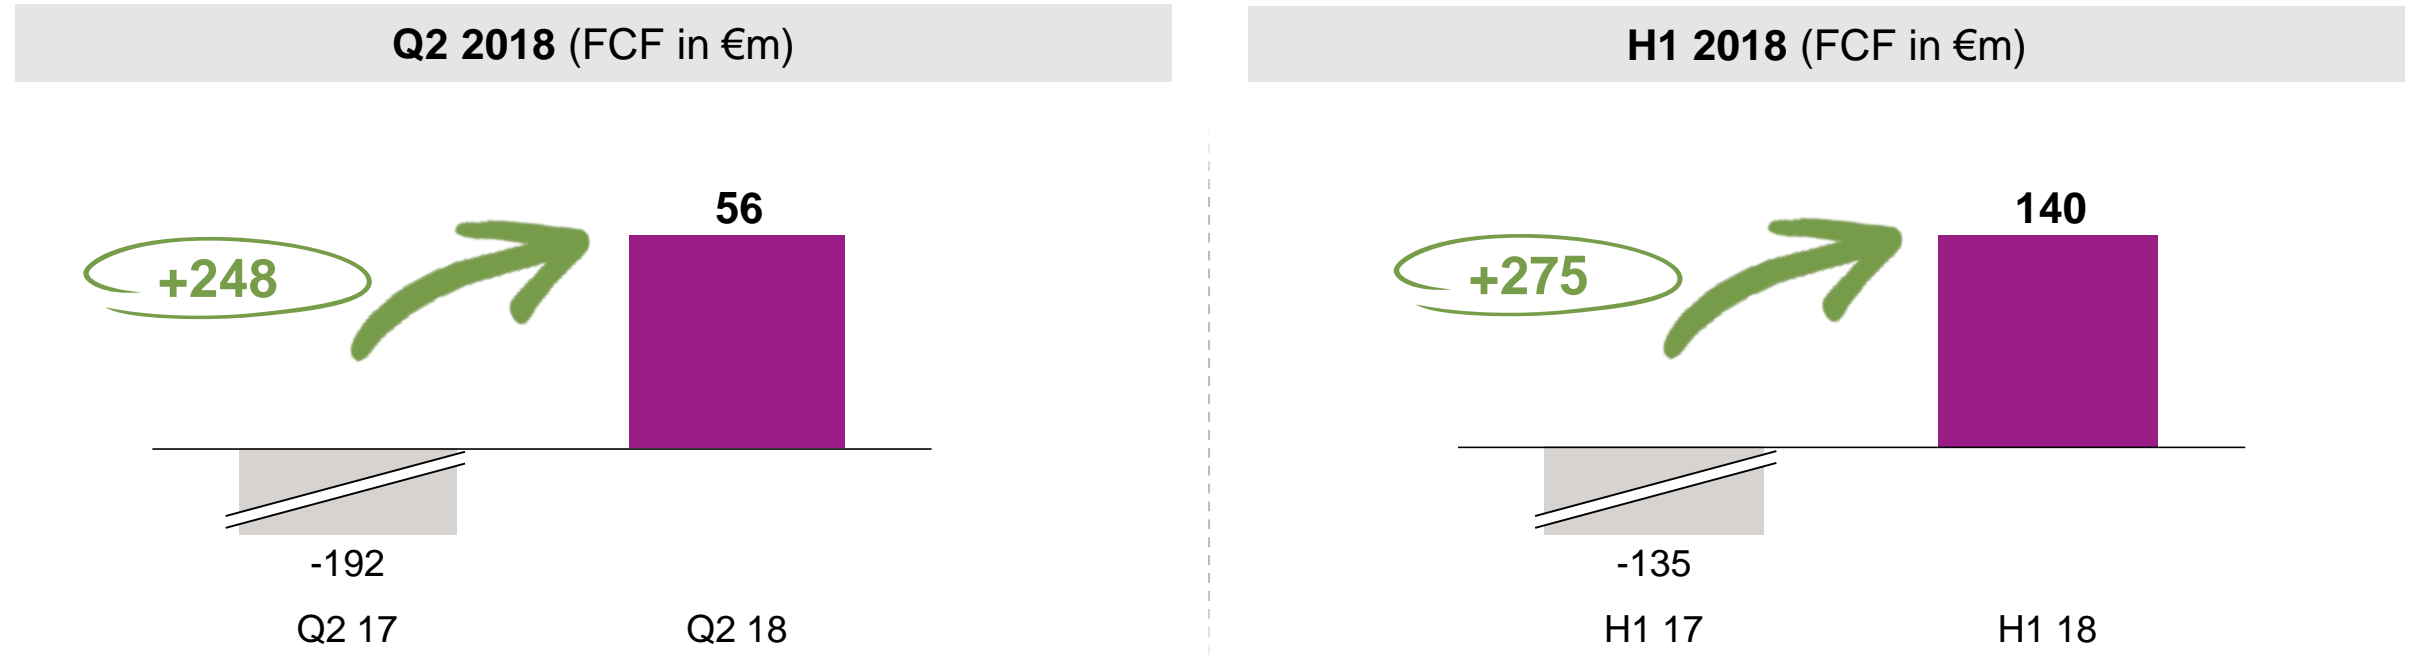 Q2 2018 (FCF in €m)
56
+248
-192
Q2 17
Q2 18
H1 2018 (FCF in €m)
140
+275
-135
H1 17
H1 18